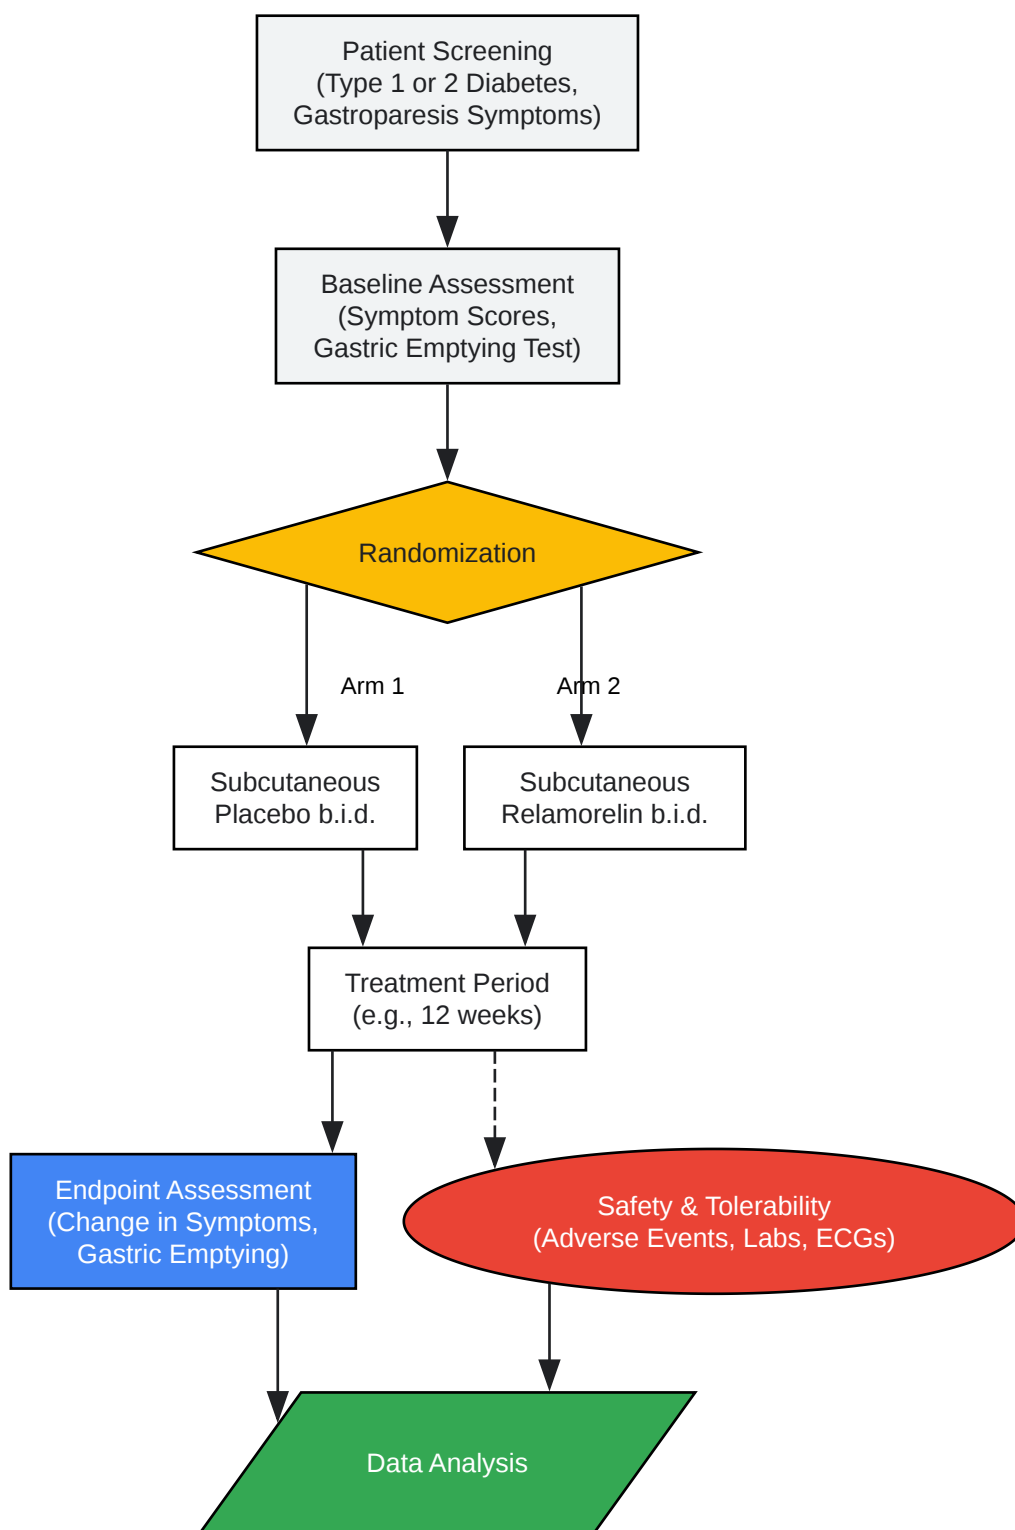 Patient Screening
(Type 1 or 2 Diabetes,
Gastroparesis Symptoms)
Baseline Assessment
(Symptom Scores,
Gastric Emptying Test)
Randomization
Arm 1
Arm 2
Subcutaneous
Placebo b.i.d.
Subcutaneous
Relamorelin b.i.d.
Treatment Period
(e.g., 12 weeks)
Endpoint Assessment
(Change in Symptoms,
Gastric Emptying)
Safety & Tolerability
(Adverse Events, Labs, ECGs)
Data Analysis